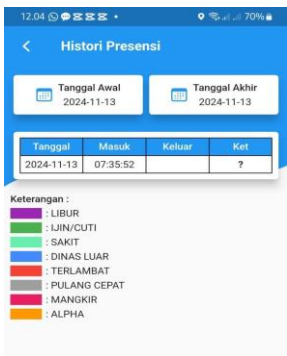 12.04 70%
Histori Presensi
Tanggal Awal
2024-11-13
Tanggal Akhir
2024-11-13
Tanggal Masuk Keluar Ket
2024-11-13 07:35:52 ?
Keterangan :
: LIBUR
: IJIN/CUTI
: SAKIT
: DINAS LUAR
: TERLAMBAT
: PULANG CEPAT
: MANGKIR
: ALPHA